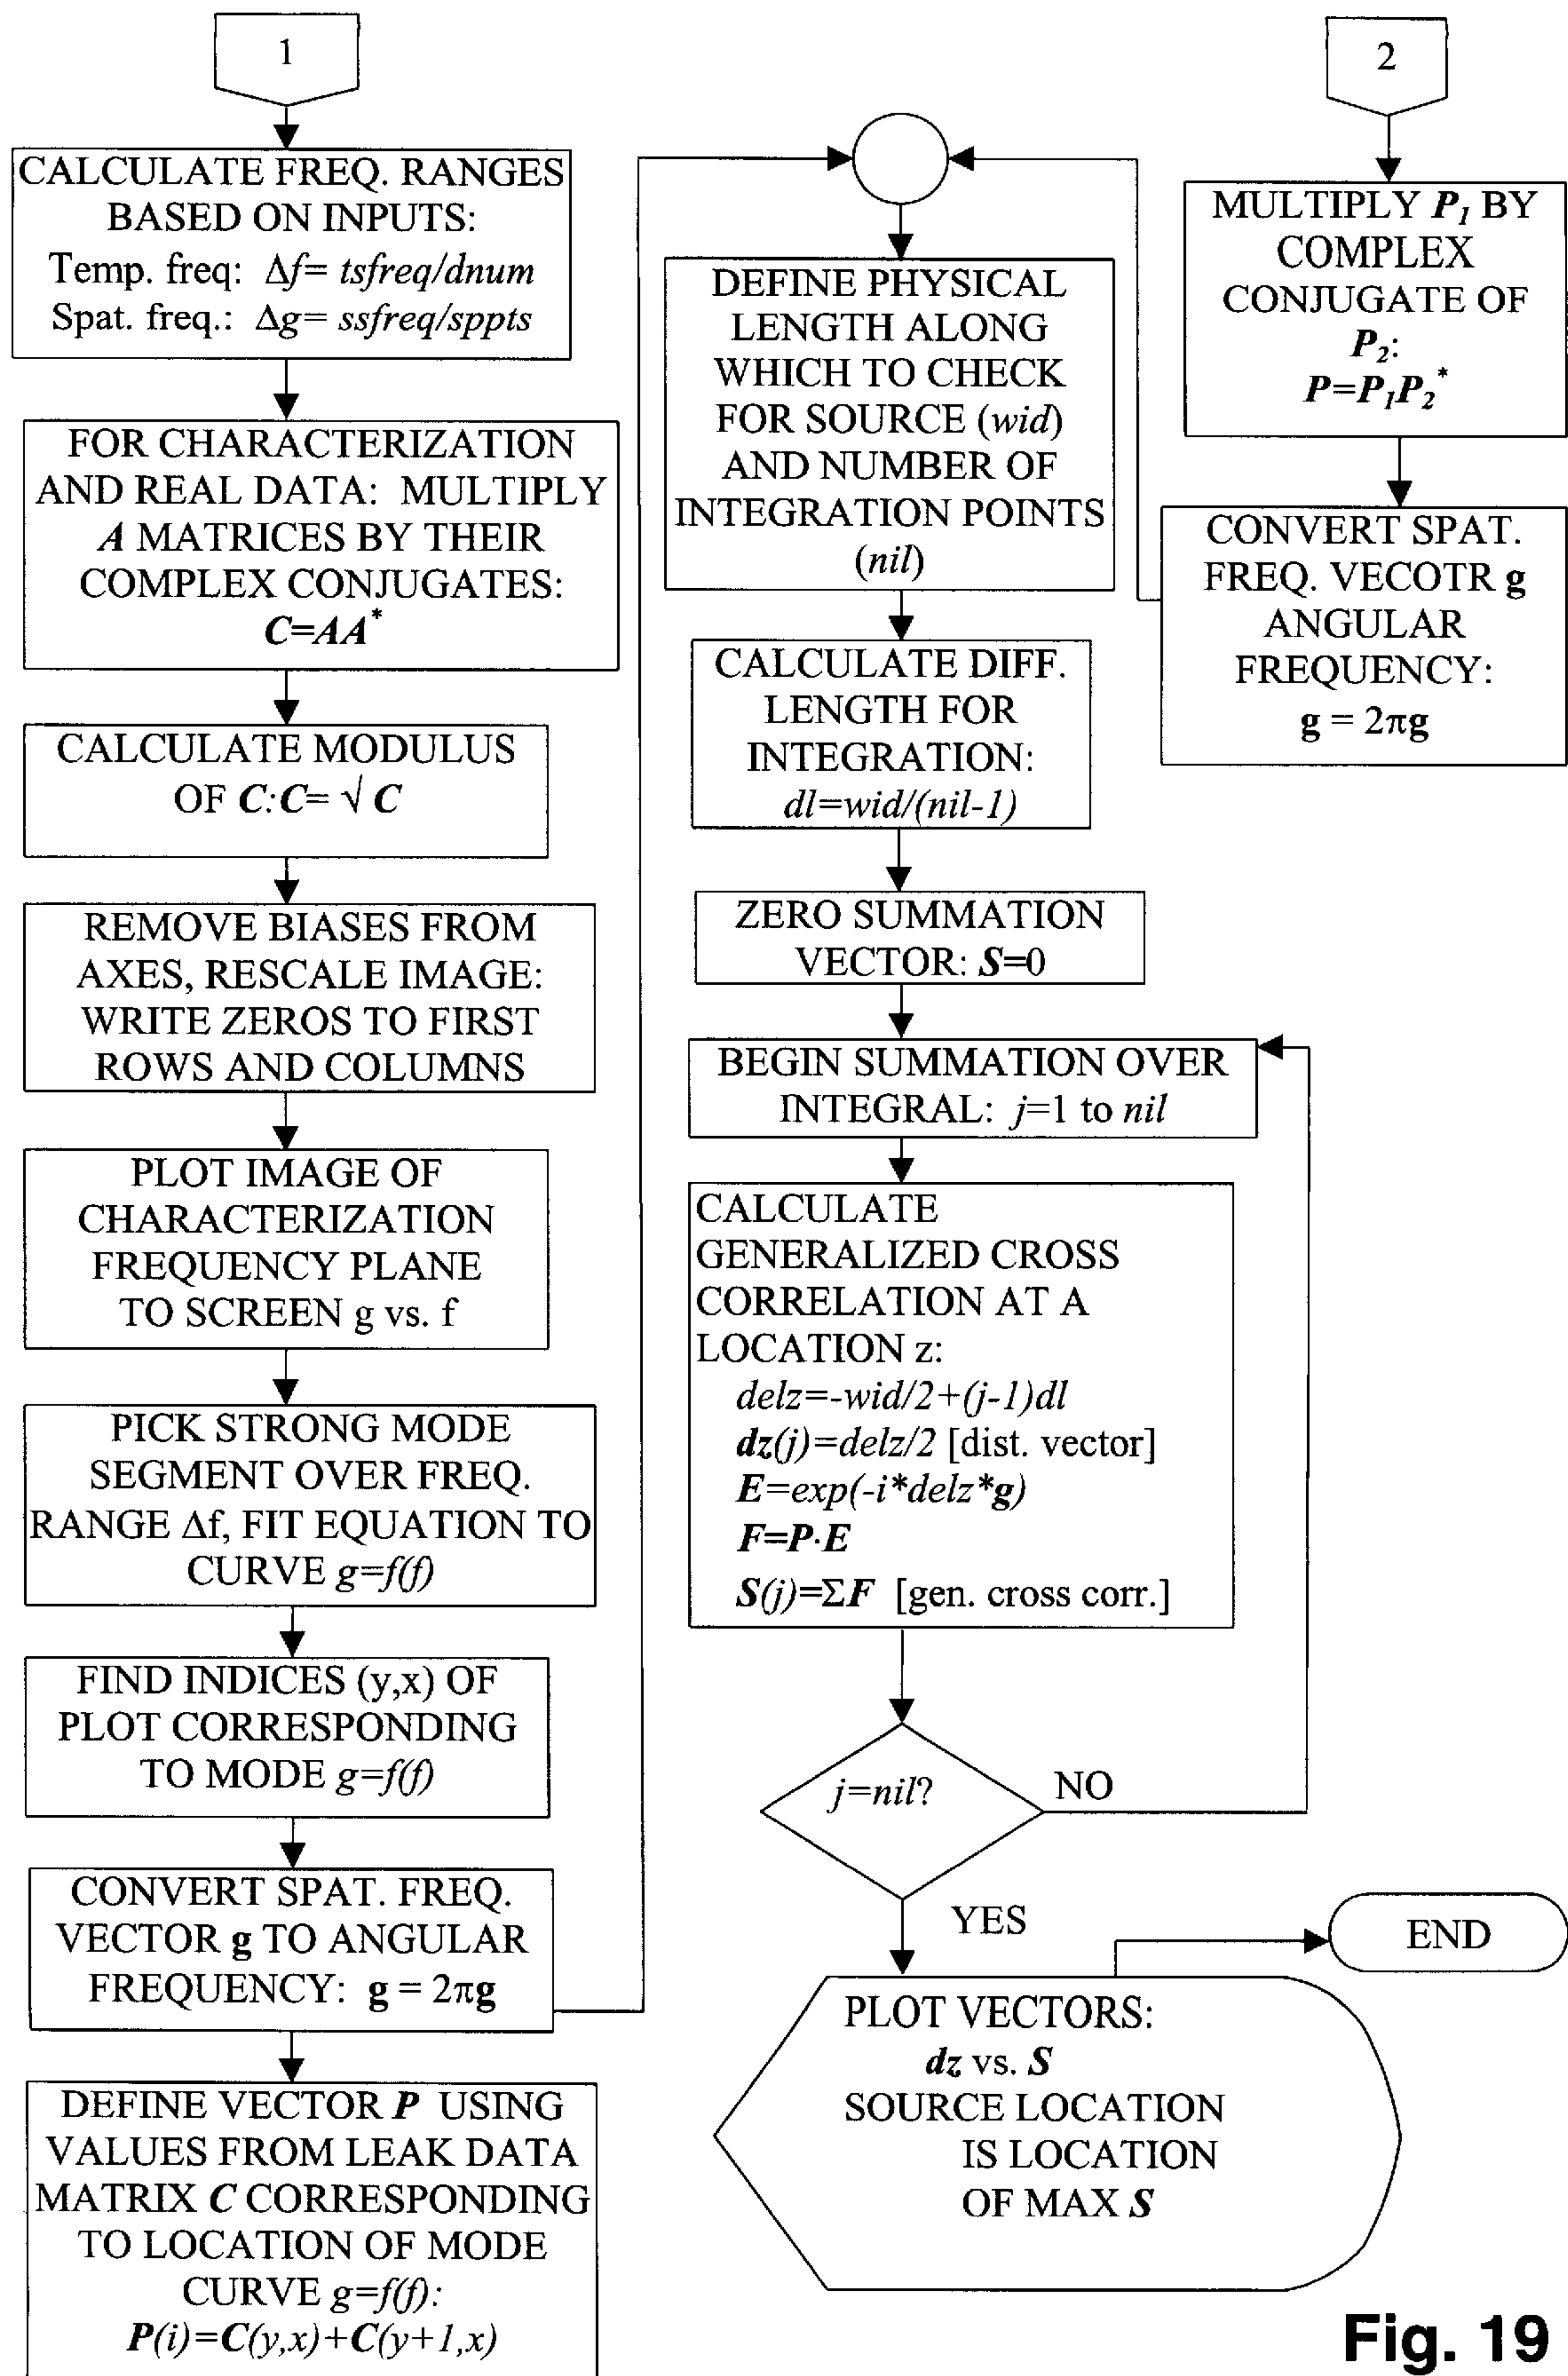 1
CALCULATE FREQ. RANGES
BASED ON INPUTS:
Temp. freq: Δf= tsfreq/dnum
Spat. freq.: Δg= ssfreq/sppts
FOR CHARACTERIZATION
AND REAL DATA: MULTIPLY
A MATRICES BY THEIR
COMPLEX CONJUGATES:
C=AA*
CALCULATE MODULUS
OF C:C= √ C
REMOVE BIASES FROM
AXES, RESCALE IMAGE:
WRITE ZEROS TO FIRST
ROWS AND COLUMNS
PLOT IMAGE OF
CHARACTERIZATION
FREQUENCY PLANE
TO SCREEN g vs. f
PICK STRONG MODE
SEGMENT OVER FREQ.
RANGE Δf, FIT EQUATION TO
CURVE g=f(f)
FIND INDICES (y,x) OF
PLOT CORRESPONDING
TO MODE g=f(f)
CONVERT SPAT. FREQ.
VECTOR g TO ANGULAR
FREQUENCY: g = 2πg
DEFINE VECTOR P USING
VALUES FROM LEAK DATA
MATRIX C CORRESPONDING
TO LOCATION OF MODE
CURVE g=f(f):
P(i)=C(y,x)+C(y+1,x)
DEFINE PHYSICAL
LENGTH ALONG
WHICH TO CHECK
FOR SOURCE (wid)
AND NUMBER OF
INTEGRATION POINTS
(nil)
CALCULATE DIFF.
LENGTH FOR
INTEGRATION:
dl=wid/(nil-1)
ZERO SUMMATION
VECTOR: S=0
BEGIN SUMMATION OVER
INTEGRAL: j=1 to nil
CALCULATE
GENERALIZED CROSS
CORRELATION AT A
LOCATION z:
delz=-wid/2+(j-1)dl
dz(j)=delz/2 [dist. vector]
E=exp(-i*delz*g)
F=P·E
S(j)=ΣF [gen. cross corr.]
j=nil?
NO
YES
PLOT VECTORS:
dz vs. S
SOURCE LOCATION
IS LOCATION
OF MAX S
END
2
MULTIPLY P₁ BY
COMPLEX
CONJUGATE OF
P₂:
P=P₁P₂*
CONVERT SPAT.
FREQ. VECOTR g
ANGULAR
FREQUENCY:
g = 2πg
Fig. 19